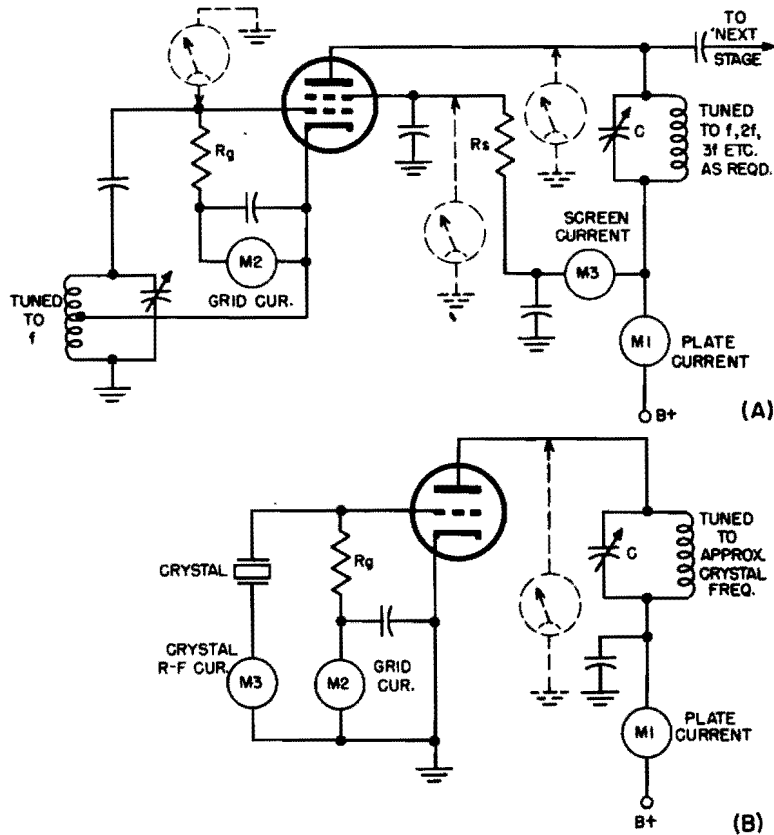 TO
NEXT
STAGE
Rg
Rs
C
TUNED
TO f, 2f,
3f ETC.
AS REQD.
SCREEN
CURRENT
M2
M3
GRID CUR.
TUNED
TO
f
M1
PLATE
CURRENT
B+
(A)
CRYSTAL
Rg
C
TUNED
TO
APPROX.
CRYSTAL
FREQ.
CRYSTAL
R-F CUR.
M3
M2
GRID
CUR.
M1
PLATE
CURRENT
B+
(B)